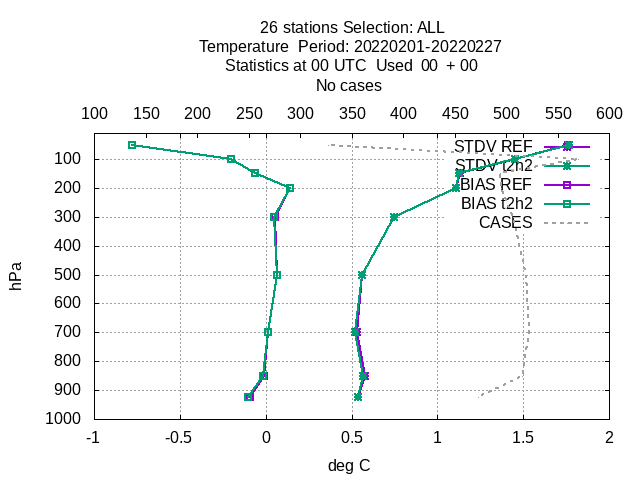 26 stations Selection: ALL
Temperature  Period: 20220201-20220227
Statistics at 00 UTC  Used  00  + 00
No cases
100 150 200 250 300 350 400 450 500 550 600
STDV REF
STDV t2h2
BIAS REF
BIAS t2h2
CASES
100
200
300
400
500
600
700
800
900
1000
hPa
-1 -0.5 0 0.5 1 1.5 2
deg C